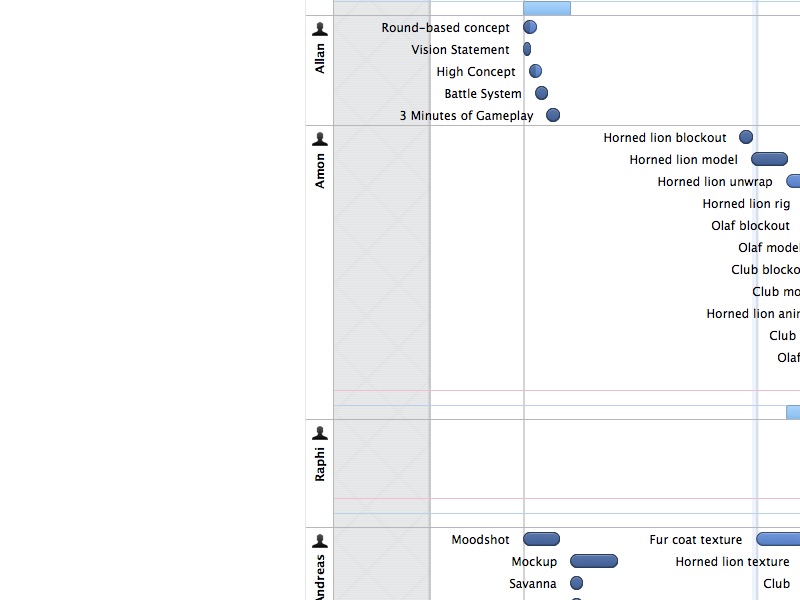 Allan
Round-based concept
Vision Statement
High Concept
Battle System
3 Minutes of Gameplay
Amon
Horned lion blockout
Horned lion model
Horned lion unwrap
Horned lion rig
Olaf blockout
Olaf mode
Club blocko
Club mo
Horned lion anir
Club
Olaf
Raphi
Andreas
Moodshot
Fur coat texture
Mockup
Horned lion texture
Savanna
Club